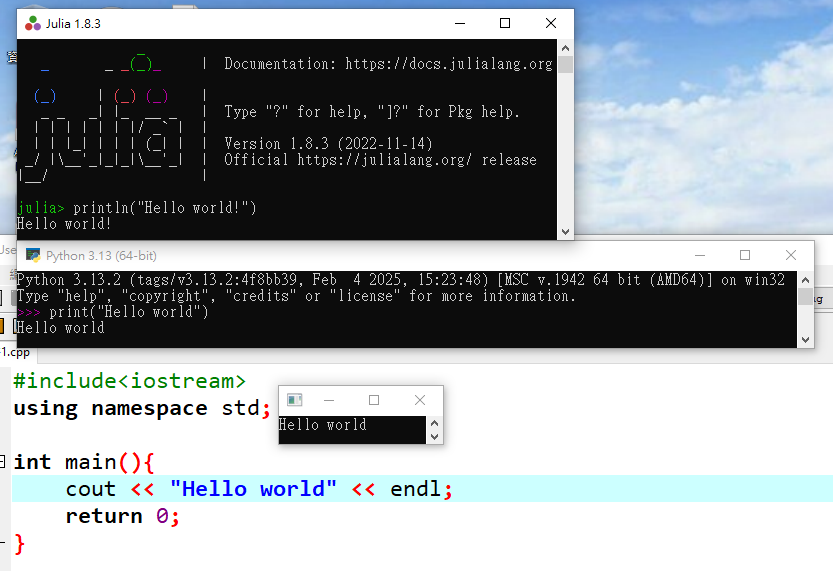 Julia 1.8.3
Documentation: https://docs.julialang.org
Type "?" for help, "]?" for Pkg help.
Version 1.8.3 (2022-11-14)
Official https://julialang.org/ release
julia> println("Hello world!")
Hello world!
Python 3.13 (64-bit)
Python 3.13.2 (tags/v3.13.2:4f8bb39, Feb  4 2025, 15:23:48) [MSC v.1942 64 bit (AMD64)] on win32
Type "help", "copyright", "credits" or "license" for more information.
>>> print("Hello world")
Hello world
-1.cpp
#include<iostream>
using namespace std;
Hello world
int main(){
cout << "Hello world" << endl;
return 0;
}